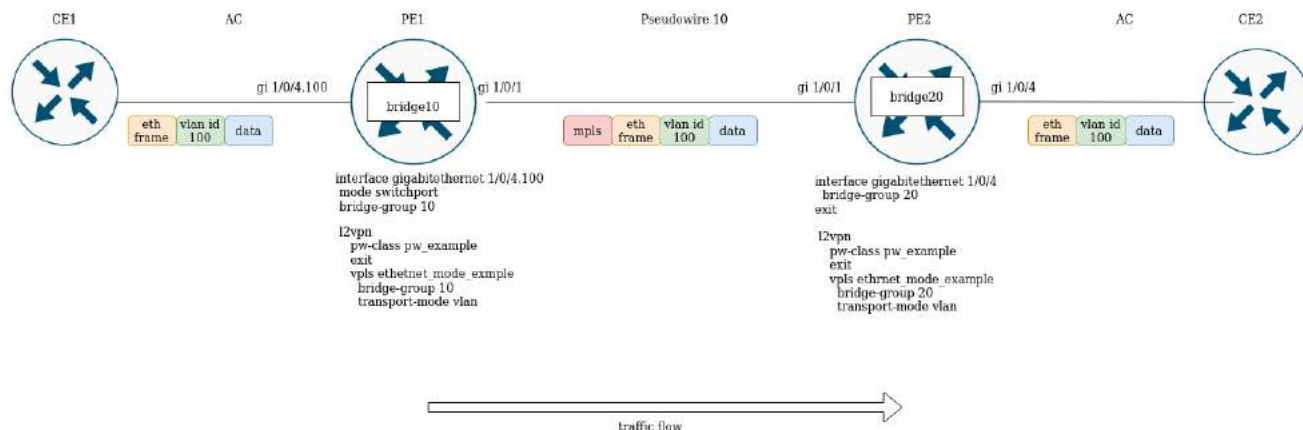 CE1
AC
PE1
Pseudowire 10
PE2
AC
CE2
gi 1/0/4.100
bridge10
gi 1/0/1
gi 1/0/1
bridge20
gi 1/0/4
eth frame
vlan id 100
data
mpls
eth frame
vlan id 100
data
eth frame
vlan id 100
data
interface gigabitethernet 1/0/4.100
mode switchport
bridge-group 10
l2vpn
pw-class pw_example
exit
vpls ethetnet_mode_exmple
bridge-group 10
transport-mode vlan
interface gigabitethernet 1/0/4
bridge-group 20
exit
l2vpn
pw-class pw_example
exit
vpls ethrnet_mode_example
bridge-group 20
transport-mode vlan
traffic flow